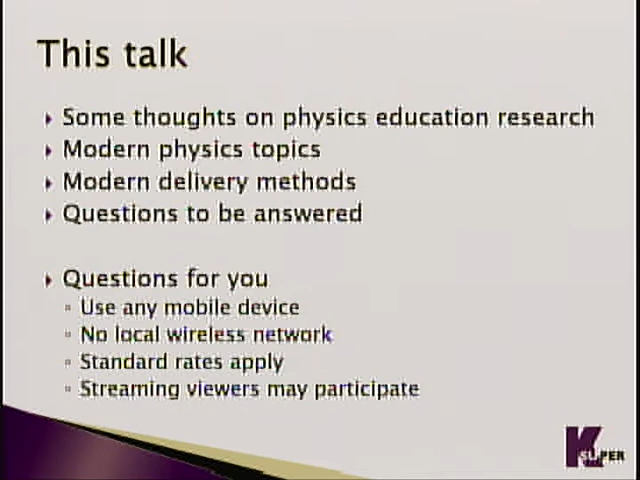 This talk
Some thoughts on physics education research
Modern physics topics
Modern delivery methods
Questions to be answered
Questions for you
Use any mobile device
No local wireless network
Standard rates apply
Streaming viewers may participate
K
SUPER